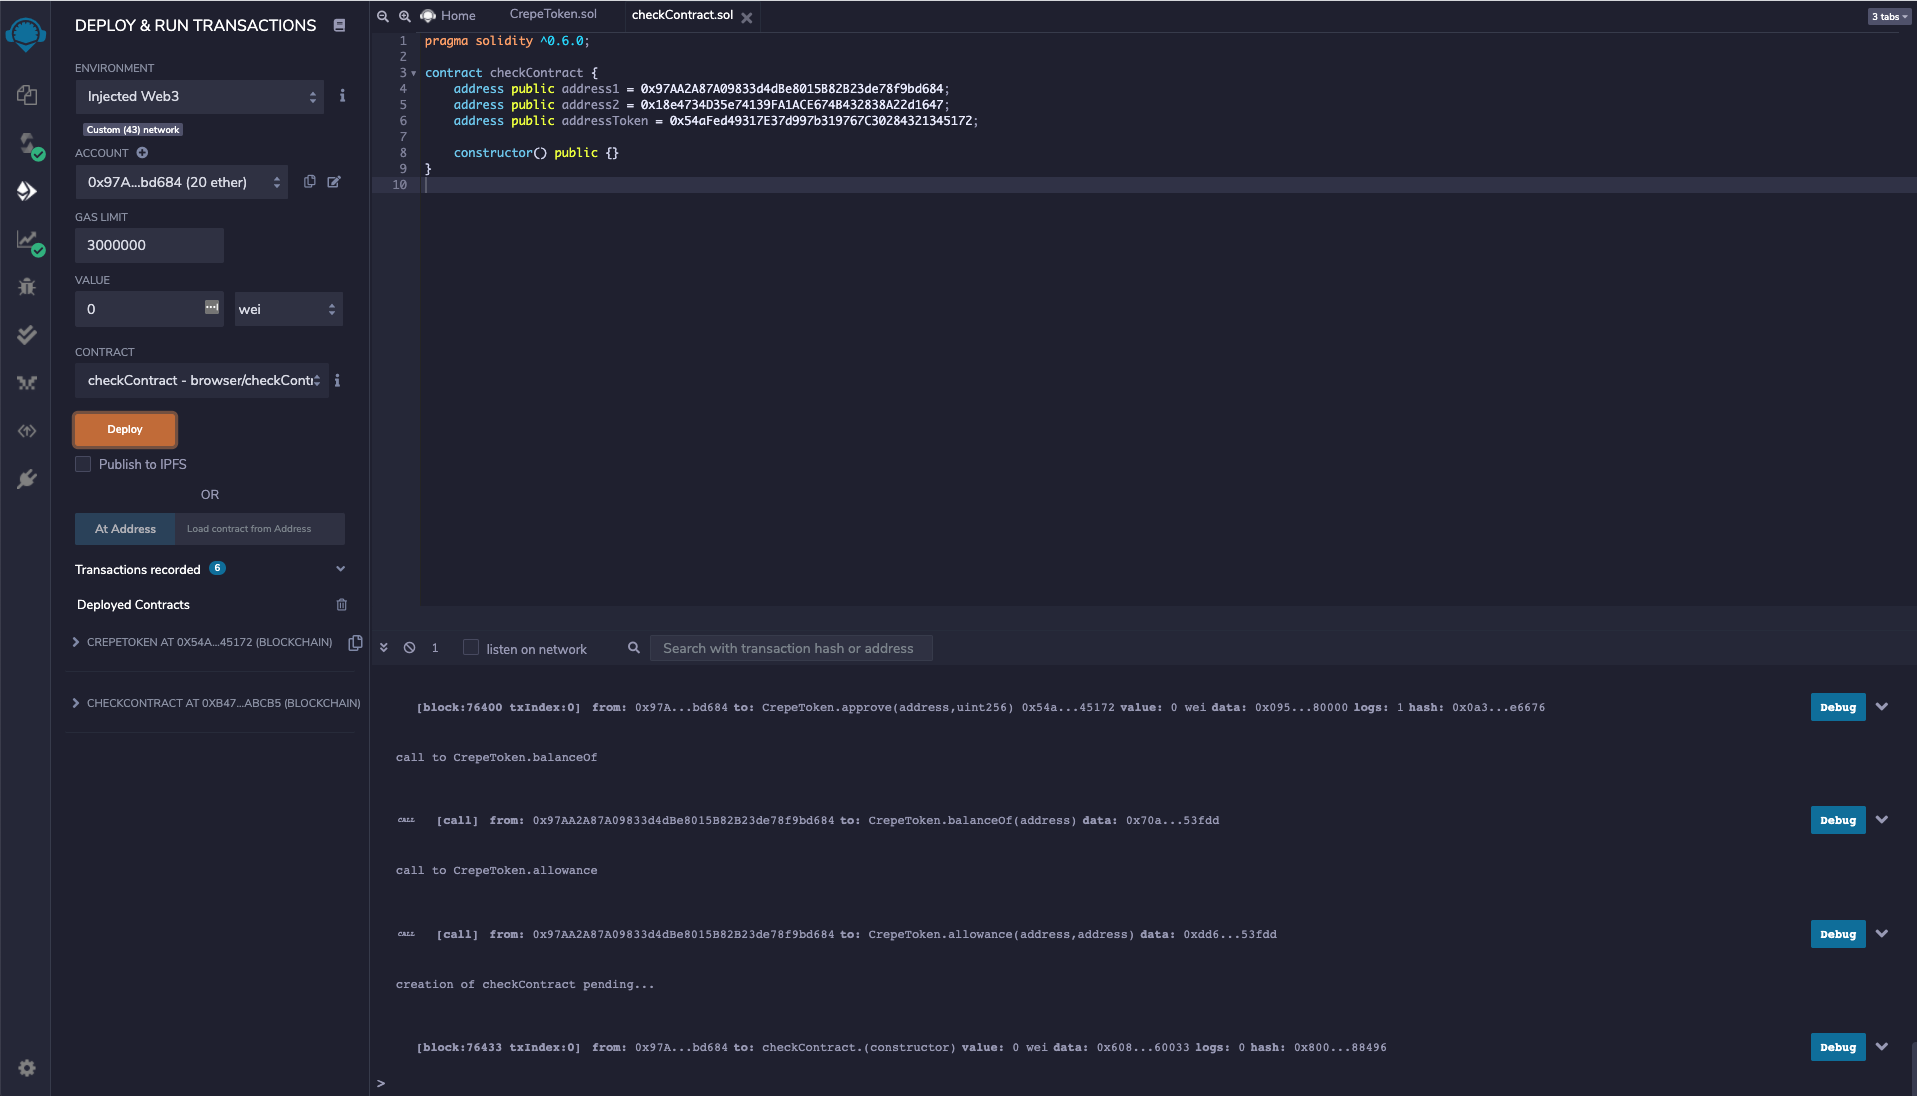 DEPLOY & RUN TRANSACTIONS
ENVIRONMENT
Injected Web3
Custom (43) network
ACCOUNT
0x97A...bd684 (20 ether)
GAS LIMIT
3000000
VALUE
0
wei
CONTRACT
checkContract - browser/checkContr
Deploy
Publish to IPFS
OR
At Address
Load contract from Address
Transactions recorded 6
Deployed Contracts
CREPETOKEN AT 0X54A...45172 (BLOCKCHAIN)
CHECKCONTRACT AT 0XB47...ABCB5 (BLOCKCHAIN)
Home
CrepeToken.sol
checkContract.sol
3 tabs
1 pragma solidity ^0.6.0;
2
3 contract checkContract {
4 address public address1 = 0x97AA2A87A09833d4dBe8015B82B23de78f9bd684;
5 address public address2 = 0x18e4734D35e74139FA1ACE674B432838A22d1647;
6 address public addressToken = 0x54aFed49317E37d997b319767C30284321345172;
7
8 constructor() public {}
9 }
10
1
listen on network
Search with transaction hash or address
[block:76400 txIndex:0] from: 0x97A...bd684 to: CrepeToken.approve(address,uint256) 0x54a...45172 value: 0 wei data: 0x095...80000 logs: 1 hash: 0x0a3...e6676
Debug
call to CrepeToken.balanceOf
CALL [call] from: 0x97AA2A87A09833d4dBe8015B82B23de78f9bd684 to: CrepeToken.balanceOf(address) data: 0x70a...53fdd
Debug
call to CrepeToken.allowance
CALL [call] from: 0x97AA2A87A09833d4dBe8015B82B23de78f9bd684 to: CrepeToken.allowance(address,address) data: 0xdd6...53fdd
Debug
creation of checkContract pending...
[block:76433 txIndex:0] from: 0x97A...bd684 to: checkContract.(constructor) value: 0 wei data: 0x608...60033 logs: 0 hash: 0x800...88496
Debug
>